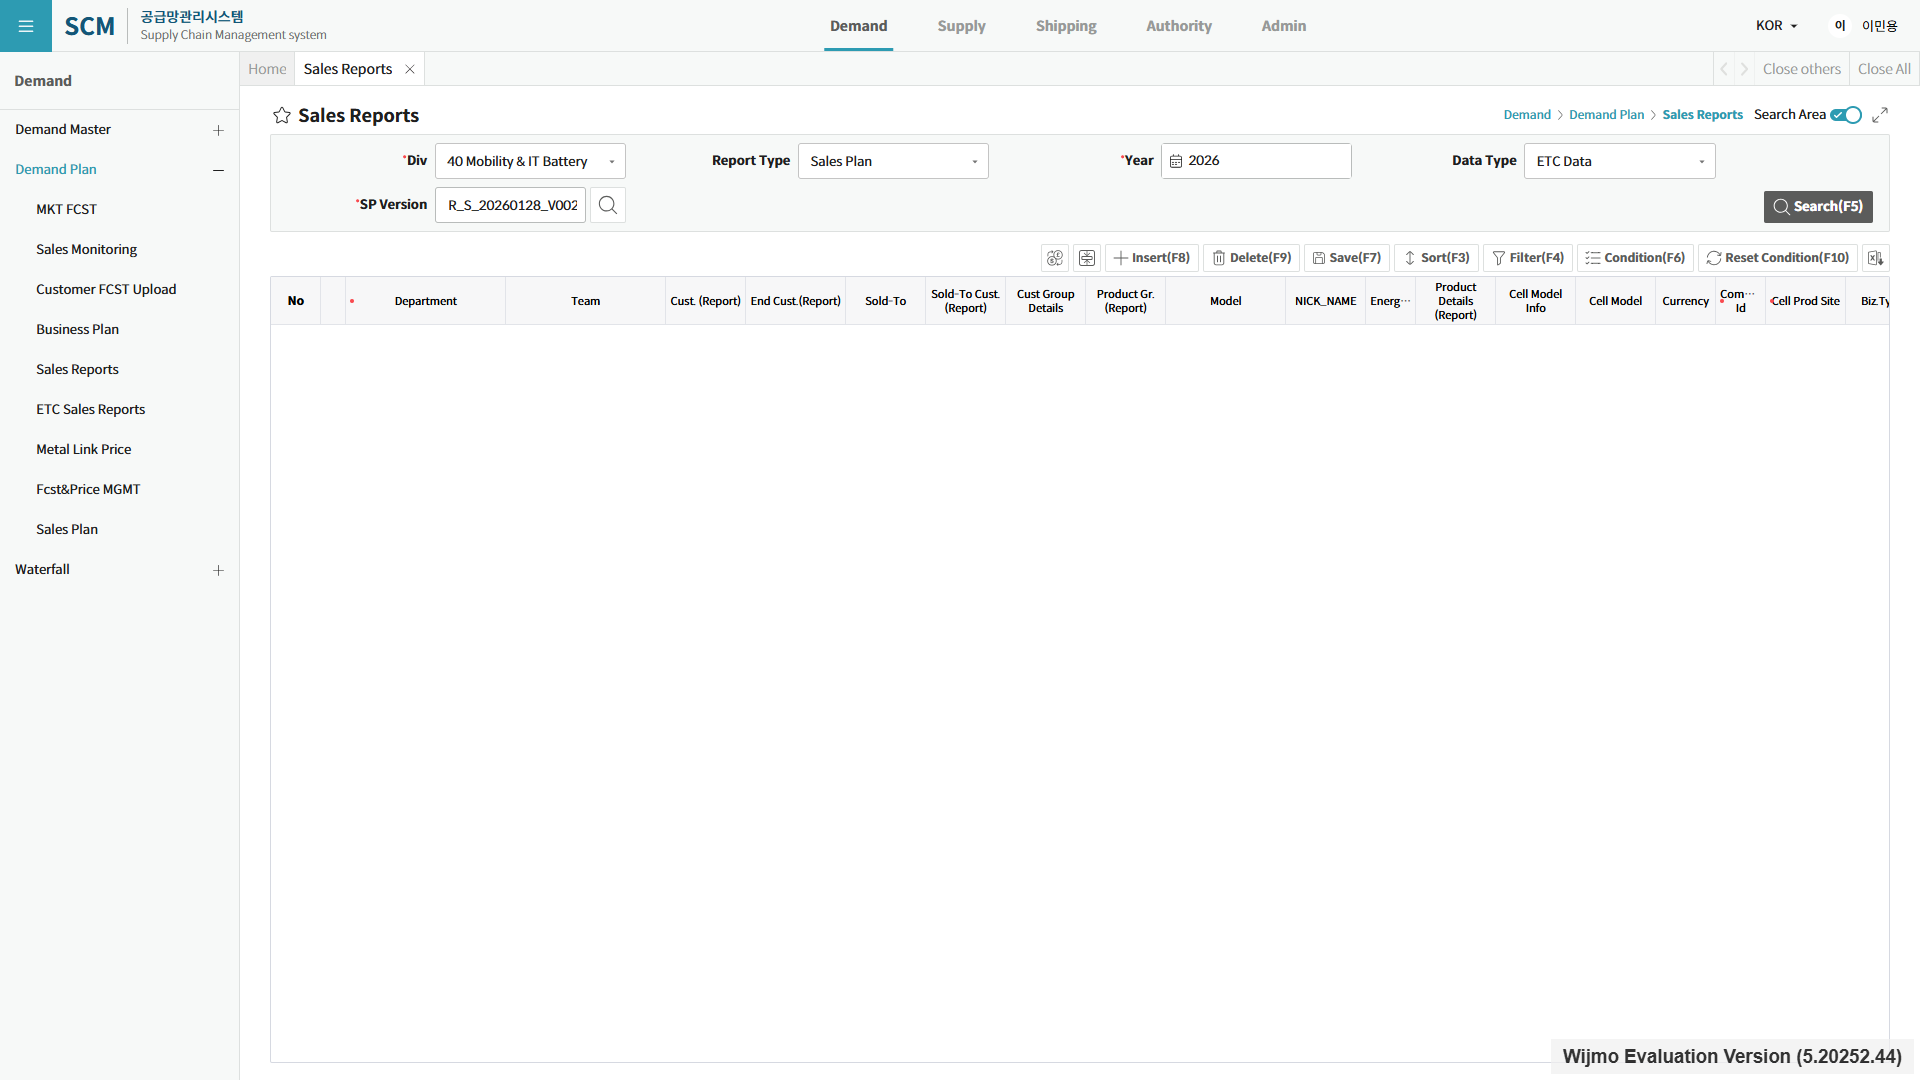 SCM
공급망관리시스템
Supply Chain Management system
Demand
Supply
Shipping
Authority
Admin
KOR
이
이민용
Demand
Home
Sales Reports
Close others
Close All
Demand Master
Demand Plan
MKT FCST
Sales Monitoring
Customer FCST Upload
Business Plan
Sales Reports
ETC Sales Reports
Metal Link Price
Fcst&Price MGMT
Sales Plan
Waterfall
Sales Reports
Demand > Demand Plan > Sales Reports
Search Area
*Div
40 Mobility & IT Battery
Report Type
Sales Plan
*Year
2026
Data Type
ETC Data
*SP Version
R_S_20260128_V002
Search(F5)
Insert(F8)
Delete(F9)
Save(F7)
Sort(F3)
Filter(F4)
Condition(F6)
Reset Condition(F10)
No
Department
Team
Cust. (Report)
End Cust.(Report)
Sold-To
Sold-To Cust.
(Report)
Cust Group
Details
Product Gr.
(Report)
Model
NICK_NAME
Energ···
Product
Details
(Report)
Cell Model
Info
Cell Model
Currency
Com···
Id
Cell Prod Site
Biz.Ty
Wijmo Evaluation Version (5.20252.44)